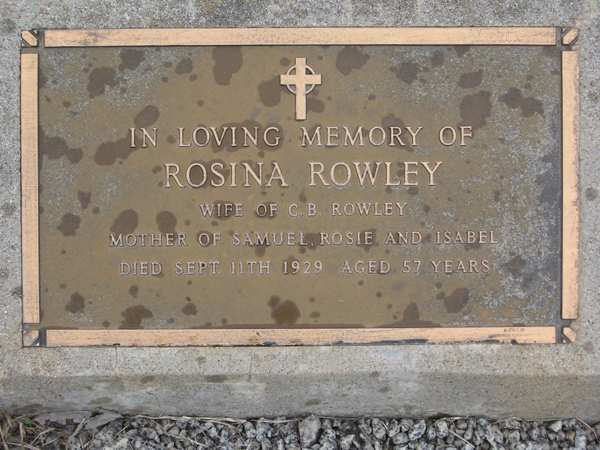 IN LOVING MEMORY OF
ROSINA ROWLEY
WIFE OF C.B. ROWLEY
MOTHER OF SAMUEL, ROSIE AND ISABEL
DIED SEPT. 11TH 1929 AGED 57 YEARS